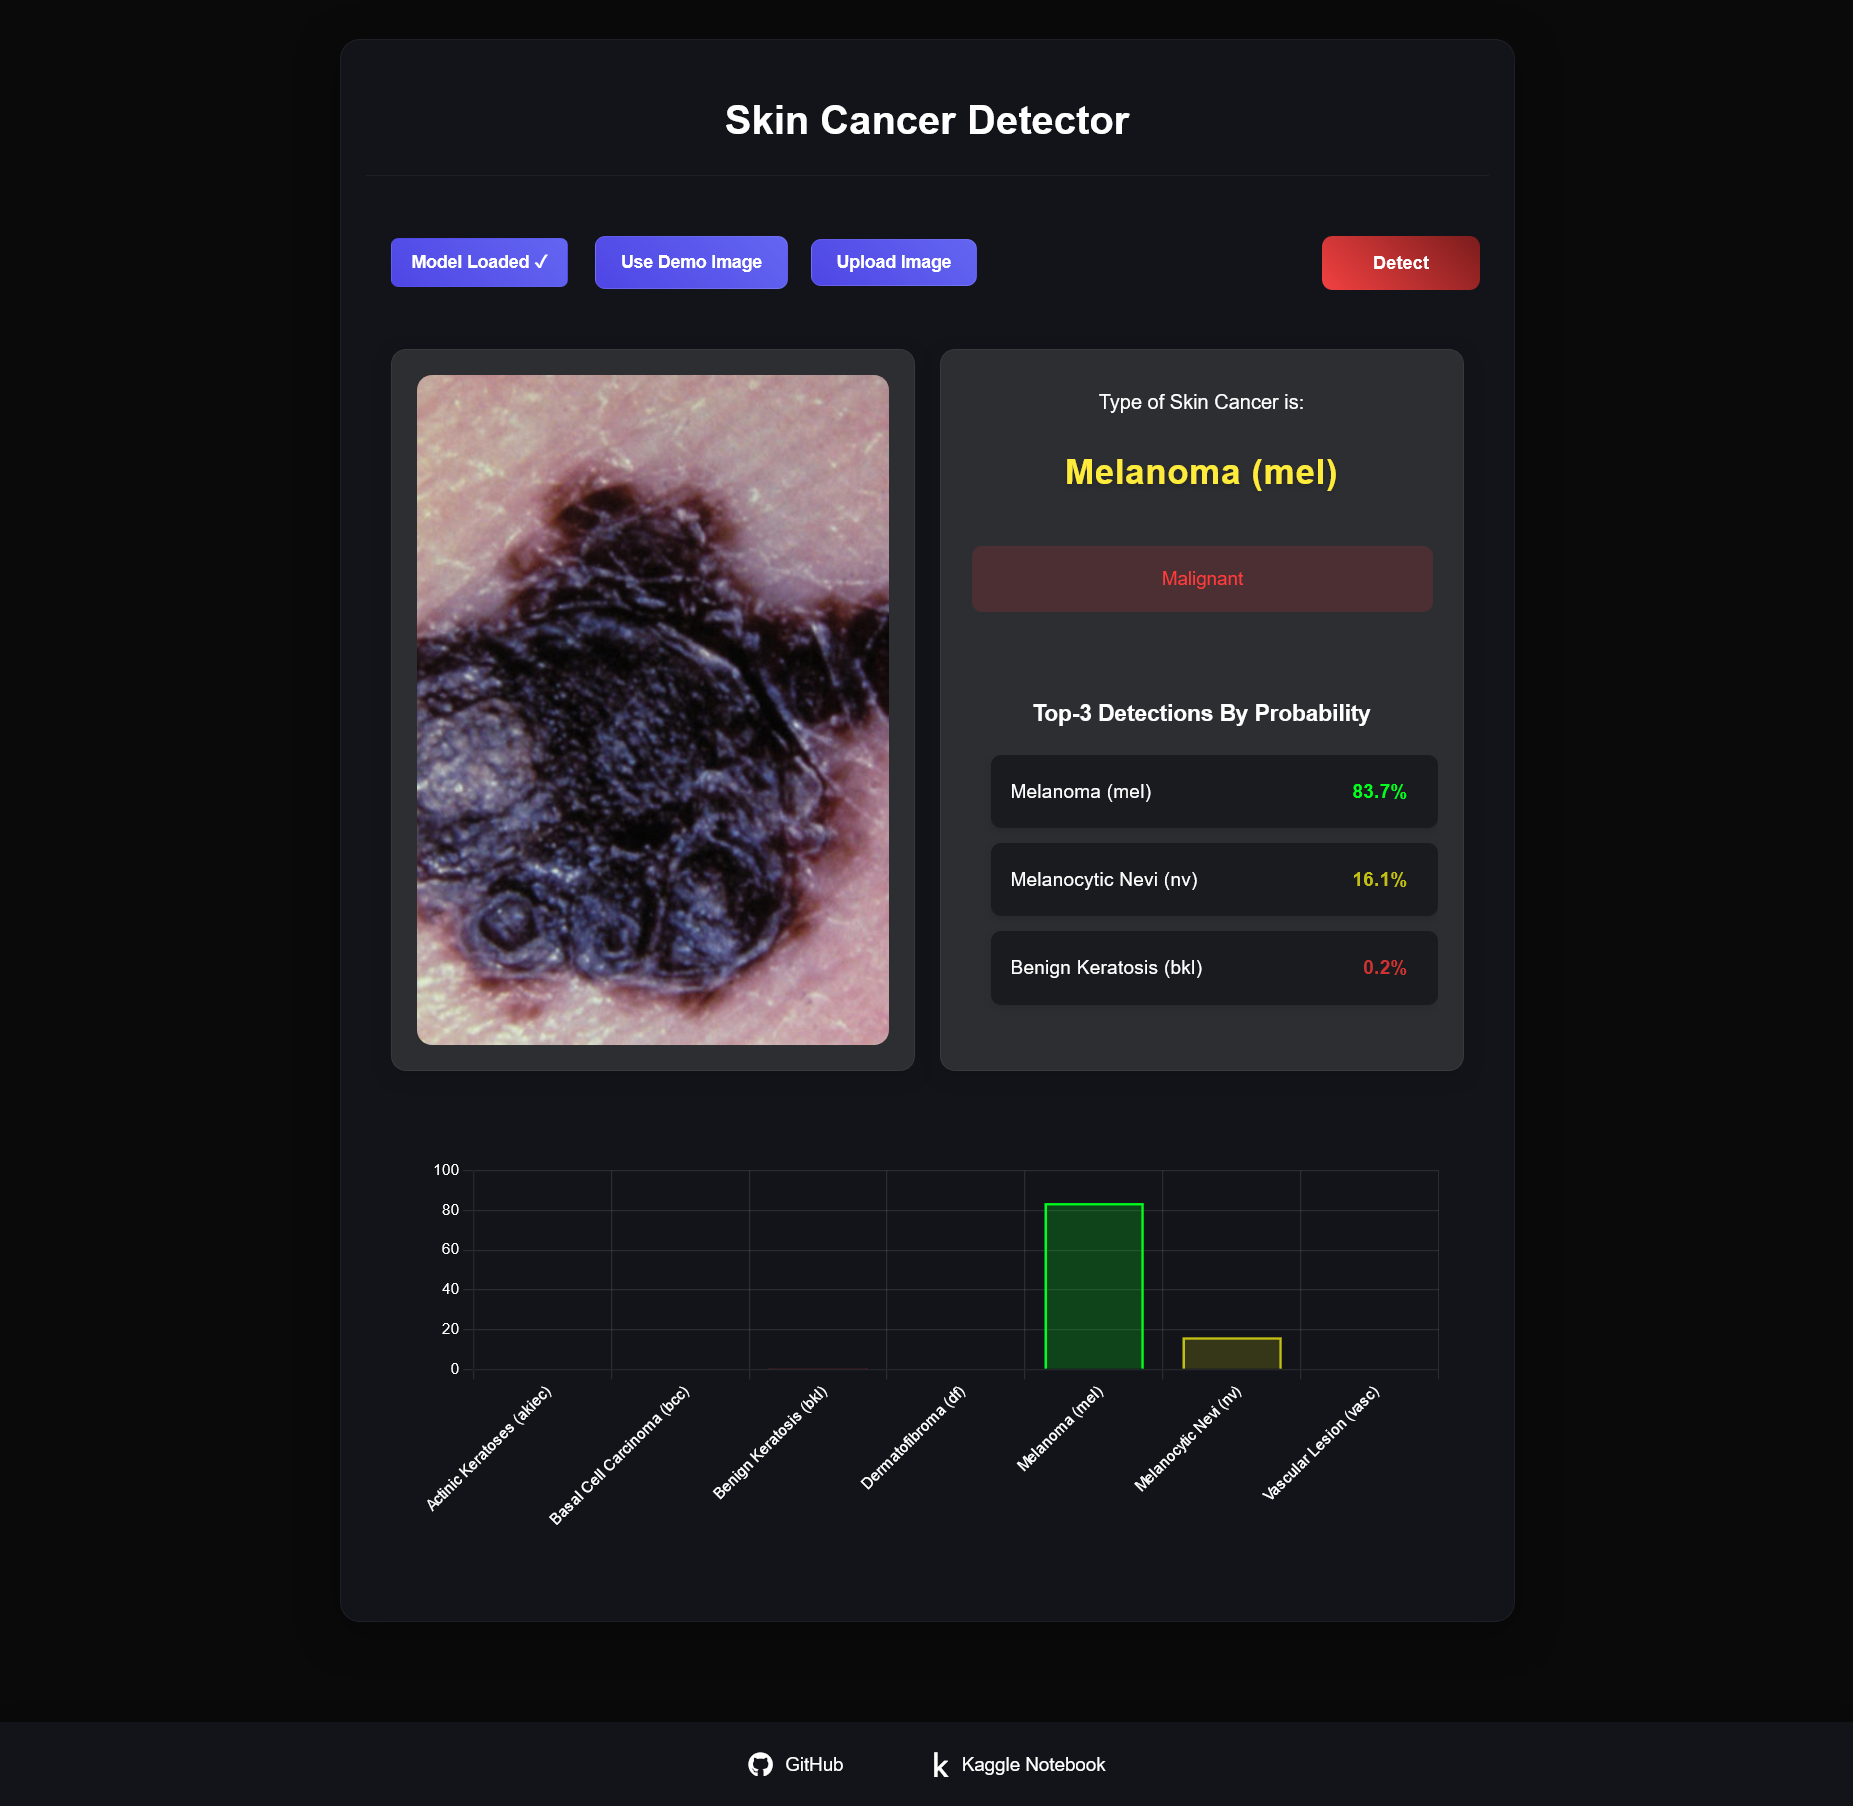 Skin Cancer Detector
Model Loaded ✓
Use Demo Image
Upload Image
Detect
Type of Skin Cancer is:
Melanoma (mel)
Malignant
Top-3 Detections By Probability
Melanoma (mel) 83.7%
Melanocytic Nevi (nv) 16.1%
Benign Keratosis (bkl) 0.2%
100
80
60
40
20
0
Actinic Keratoses (akiec)
Basal Cell Carcinoma (bcc)
Benign Keratosis (bkl)
Dermatofibroma (df)
Melanoma (mel)
Melanocytic Nevi (nv)
Vascular Lesion (vasc)
GitHub
k Kaggle Notebook